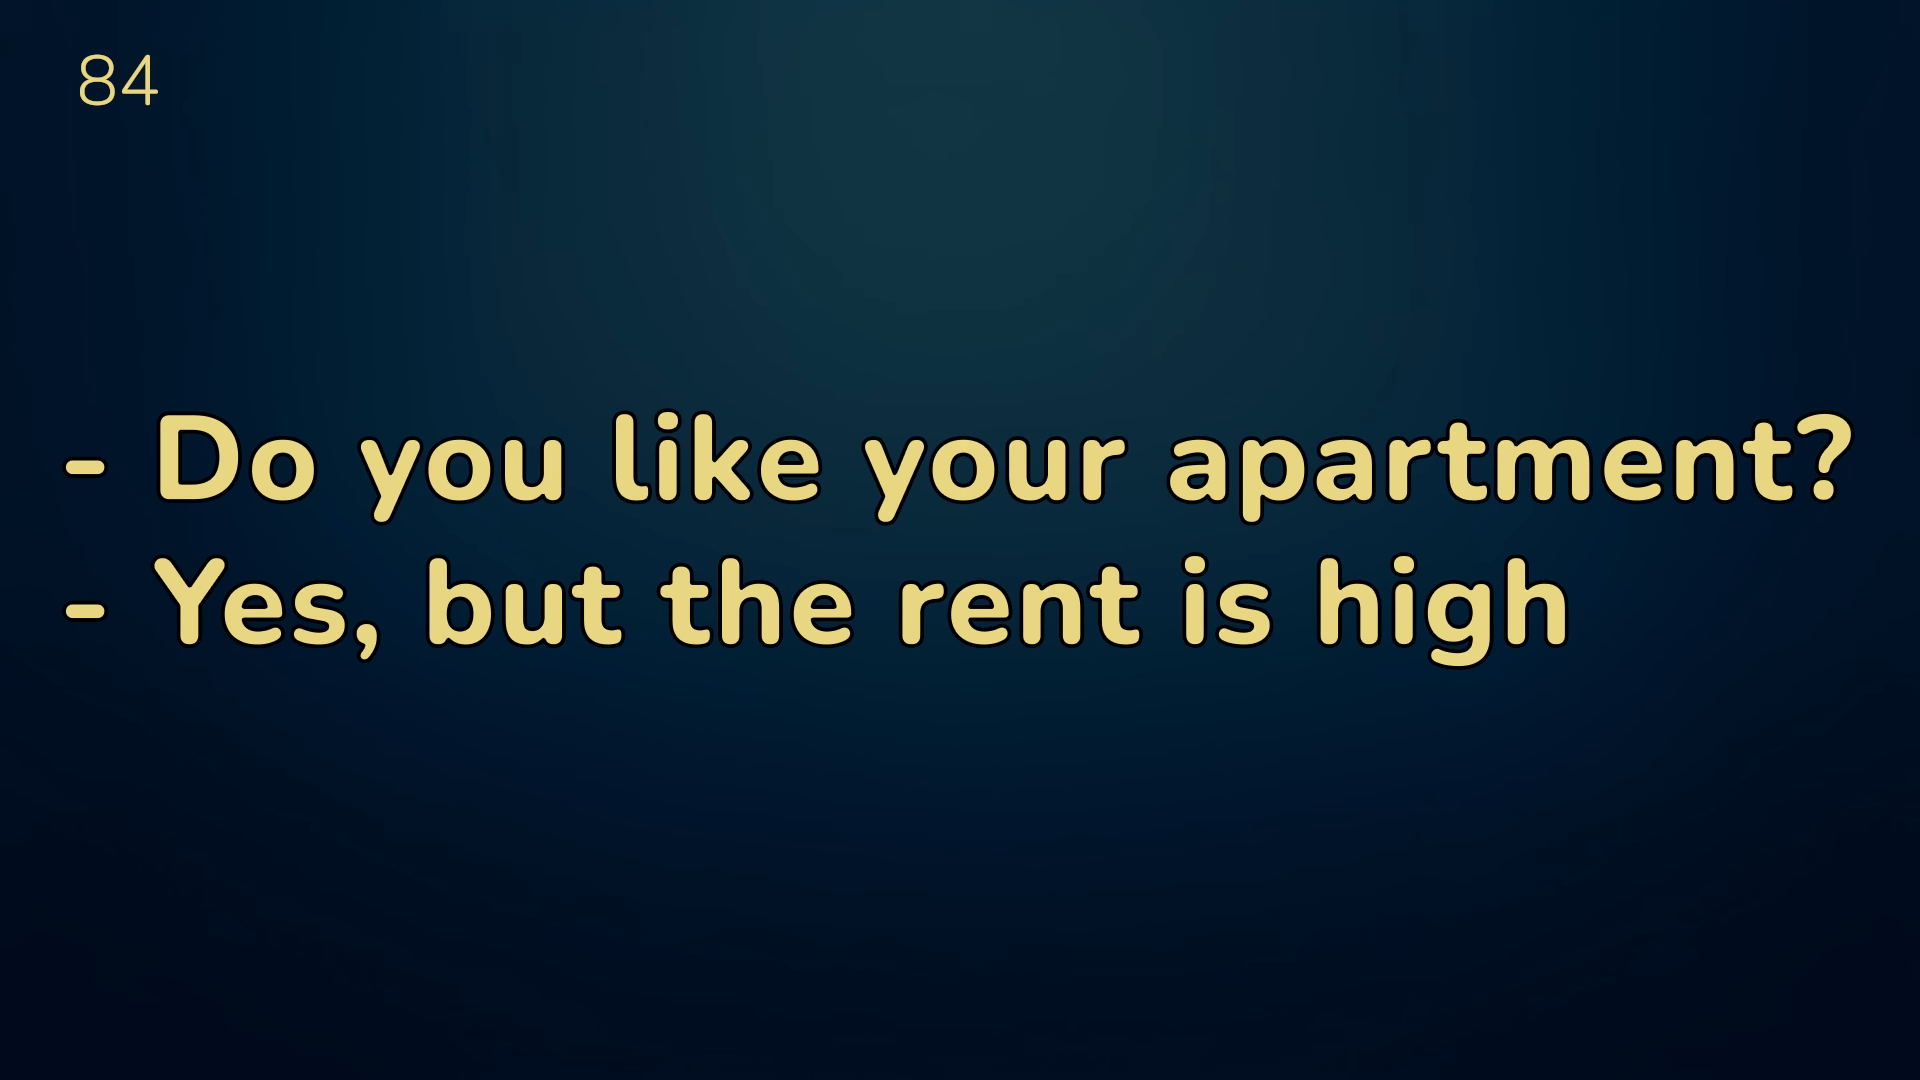 84
- Do you like your apartment?
- Yes, but the rent is high